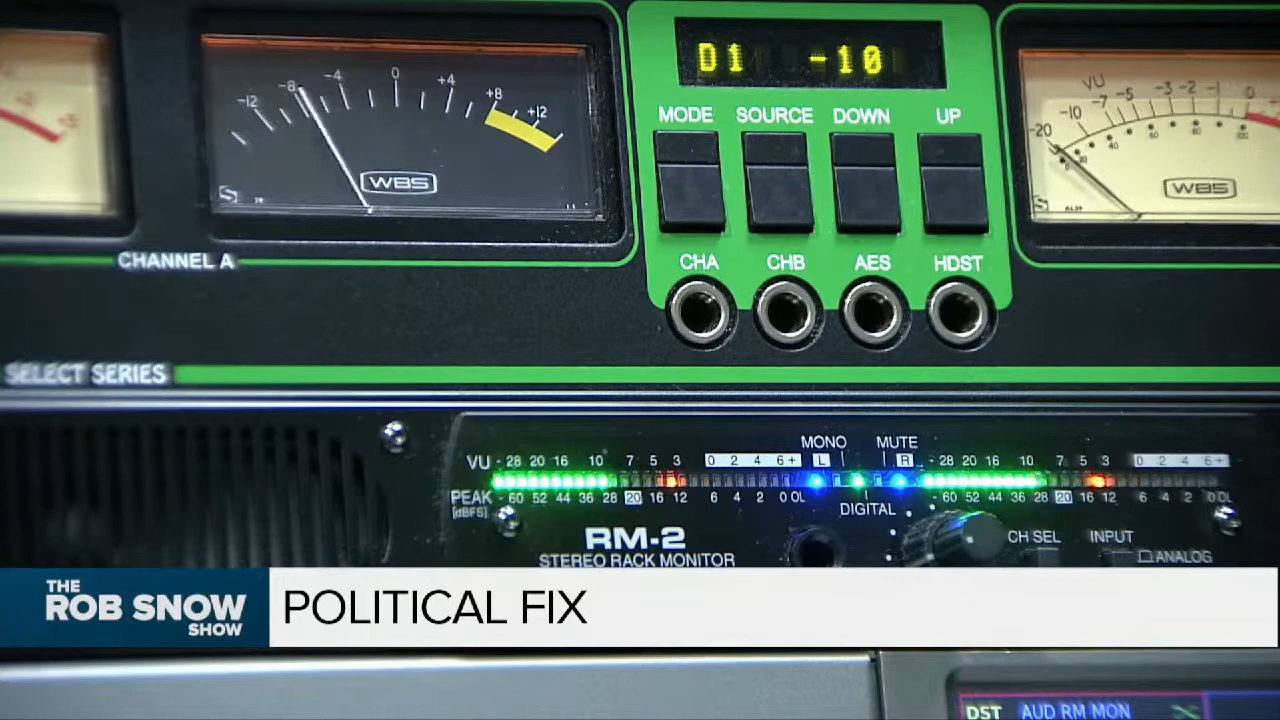 D1 -10
MODE SOURCE DOWN UP
-12 -8 -4 0 +4 +8 +12
WBS
VU
-20 -10 -7 -5 -3 -2 -1 0
WBS
CHANNEL A
CHA CHB AES HDST
SELECT SERIES
MONO MUTE
VU - 28 20 16 10 7 5 3 0 2 4 6+ L R - 28 20 16 10 7 5 3 0 2 4 6+
PEAK - 60 52 44 36 28 20 16 12 6 4 2 0 OL - 60 52 44 36 28 20 16 12 6 4 2 0 OL
[dBFS]
DIGITAL
RM-2
STEREO RACK MONITOR
CH SEL INPUT
ANALOG
THE
ROB SNOW
SHOW
POLITICAL FIX
DST AUD RM MON